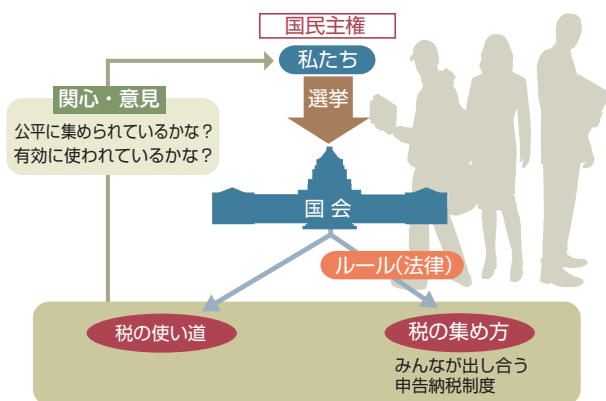 国民主権
私たち
選挙
関心・意見
公平に集められているかな？
有効に使われているかな？
国会
ルール(法律)
税の使い道
税の集め方
みんなが出し合う
申告納税制度